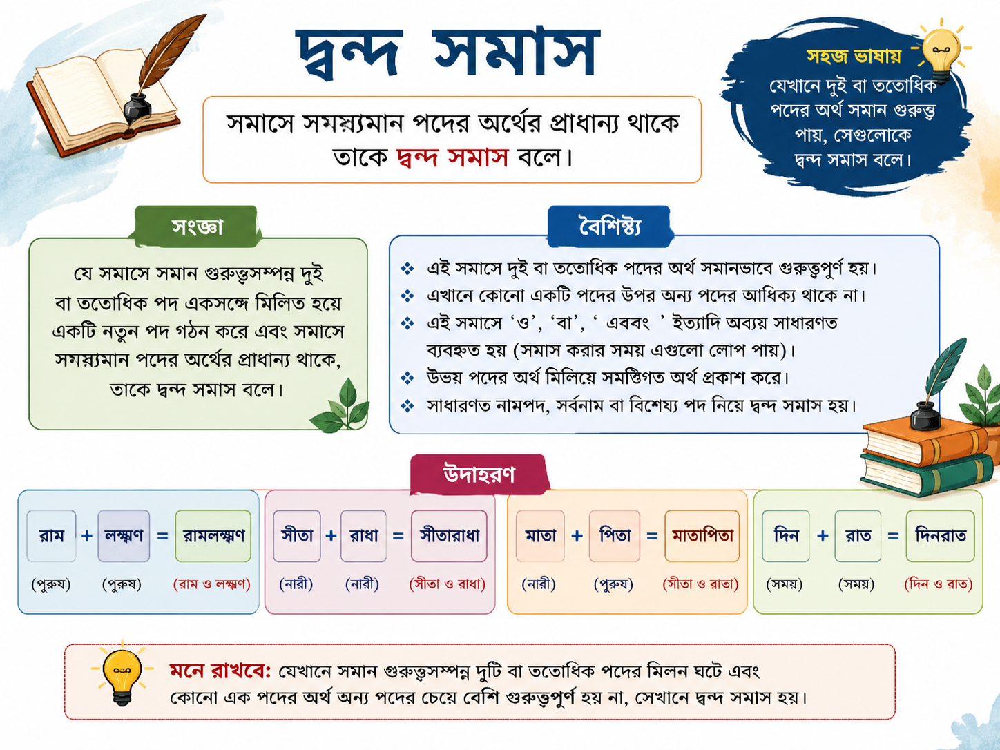 দ্বন্দ সমাস
সমাসে সময়্যমান পদের অর্থের প্রাধান্য থাকে
তাকে দ্বন্দ সমাস বলে।
সহজ ভাষায়
যেখানে দুই বা ততোধিক
পদের অর্থ সমান গুরুত্ব
পায়, সেগুলোকে
দ্বন্দ সমাস বলে।
সংজ্ঞা
যে সমাসে সমান গুরুত্বসম্পন্ন দুই
বা ততোধিক পদ একসঙ্গে মিলিত হয়ে
একটি নতুন পদ গঠন করে এবং সমাসে
সময়্যমান পদের অর্থের প্রাধান্য থাকে,
তাকে দ্বন্দ সমাস বলে।
বৈশিষ্ট্য
❖ এই সমাসে দুই বা ততোধিক পদের অর্থ সমানভাবে গুরুত্বপুর্ণ হয়।
❖ এখানে কোনো একটি পদের উপর অন্য পদের আধিক্য থাকে না।
❖ এই সমাসে ‘ও’, ‘বা’, ‘ এববং ’ ইত্যাদি অব্যয় সাধারণত
ব্যবহৃত হয় (সমাস করার সময় এগুলো লোপ পায়)।
❖ উভয় পদের অর্থ মিলিয়ে সমষ্টিগত অর্থ প্রকাশ করে।
❖ সাধারণত নামপদ, সর্বনাম বা বিশেষ্য পদ নিয়ে দ্বন্দ সমাস হয়।
উদাহরণ
রাম + লক্ষ্মণ = রামলক্ষ্মণ
(পুরুষ) (পুরুষ) (রাম ও লক্ষ্মণ)
সীতা + রাধা = সীতারাধা
(নারী) (নারী) (সীতা ও রাধা)
মাতা + পিতা = মাতাপিতা
(নারী) (পুরুষ) (সীতা ও রাতা)
দিন + রাত = দিনরাত
(সময়) (সময়) (দিন ও রাত)
মনে রাখবে: যেখানে সমান গুরুত্বসম্পন্ন দুটি বা ততোধিক পদের মিলন ঘটে এবং
কোনো এক পদের অর্থ অন্য পদের চেয়ে বেশি গুরুত্বপুর্ণ হয় না, সেখানে দ্বন্দ সমাস হয়।